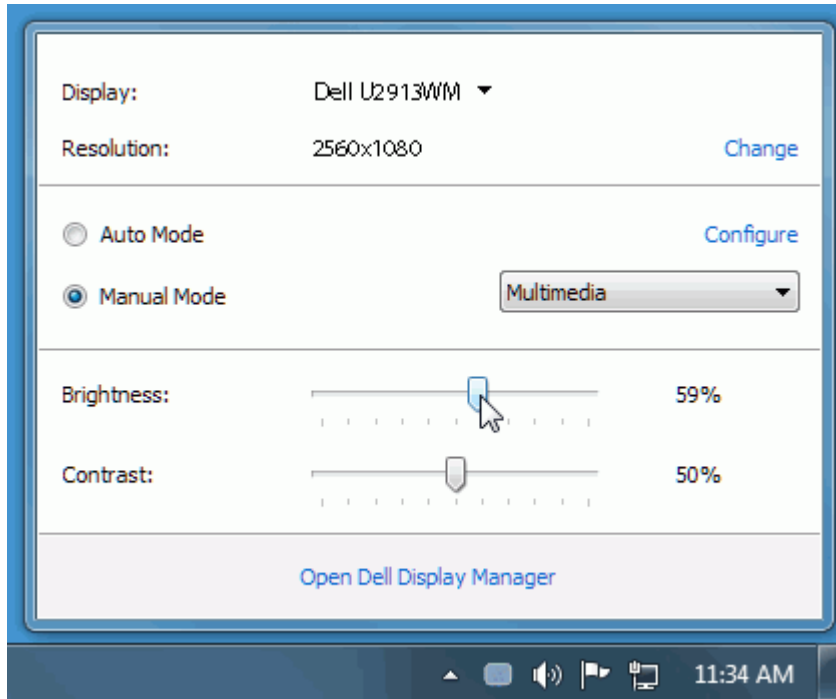 Display: Dell U2913WM
Resolution: 2560x1080 Change
Auto Mode Configure
Manual Mode Multimedia
Brightness: 59%
Contrast: 50%
Open Dell Display Manager
11:34 AM